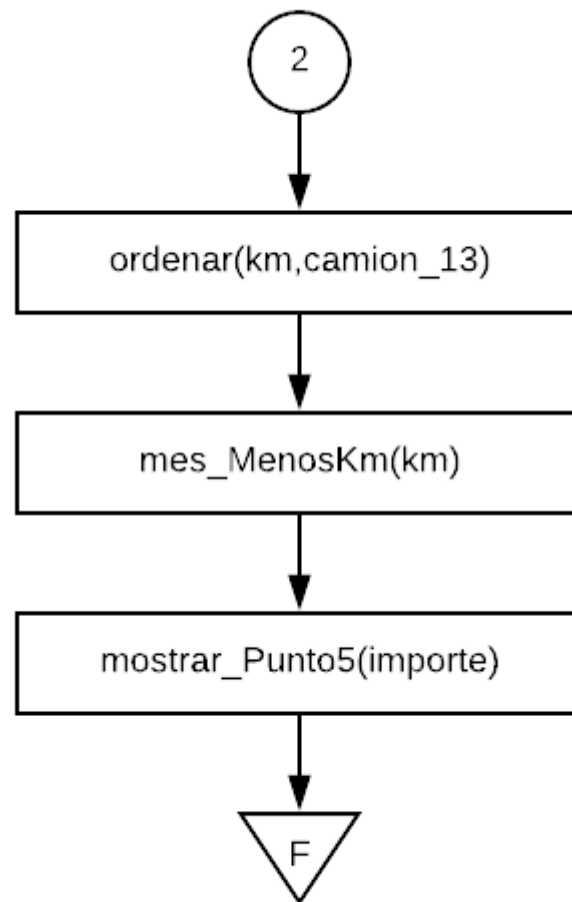 2
ordenar(km,camion_13)
mes_MenosKm(km)
mostrar_Punto5(importe)
F